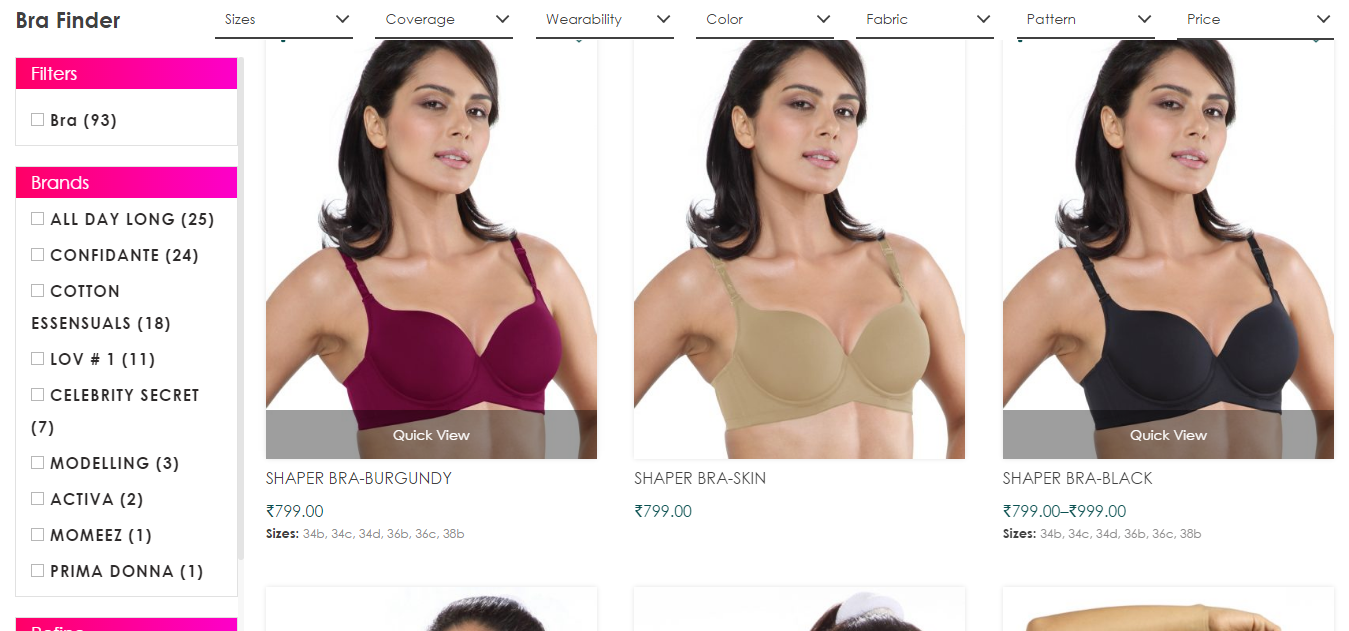 Bra Finder
Sizes
Coverage
Wearability
Color
Fabric
Pattern
Price
Filters
Bra (93)
Brands
ALL DAY LONG (25)
CONFIDANTE (24)
COTTON
ESSENSUALS (18)
LOV # 1 (11)
CELEBRITY SECRET
(7)
MODELLING (3)
ACTIVA (2)
MOMEEZ (1)
PRIMA DONNA (1)
Quick View
Quick View
SHAPER BRA-BURGUNDY
SHAPER BRA-SKIN
SHAPER BRA-BLACK
₹799.00
₹799.00
₹799.00–₹999.00
Sizes: 34b, 34c, 34d, 36b, 36c, 38b
Sizes: 34b, 34c, 34d, 36b, 36c, 38b